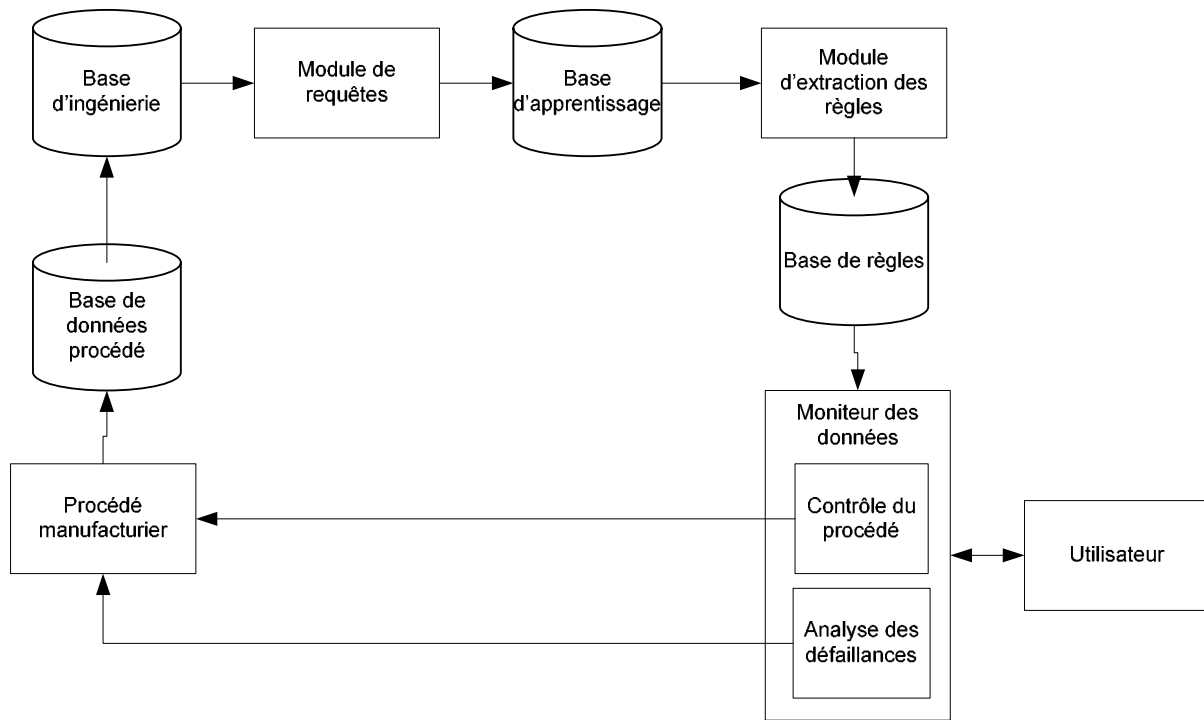 Base
d'ingénierie
Module de
requêtes
Base
d'apprentissage
Module
d'extraction des
règles
Base de règles
Base de
données
procédé
Moniteur des
données
Procédé
manufacturier
Contrôle du
procédé
Utilisateur
Analyse des
défaillances